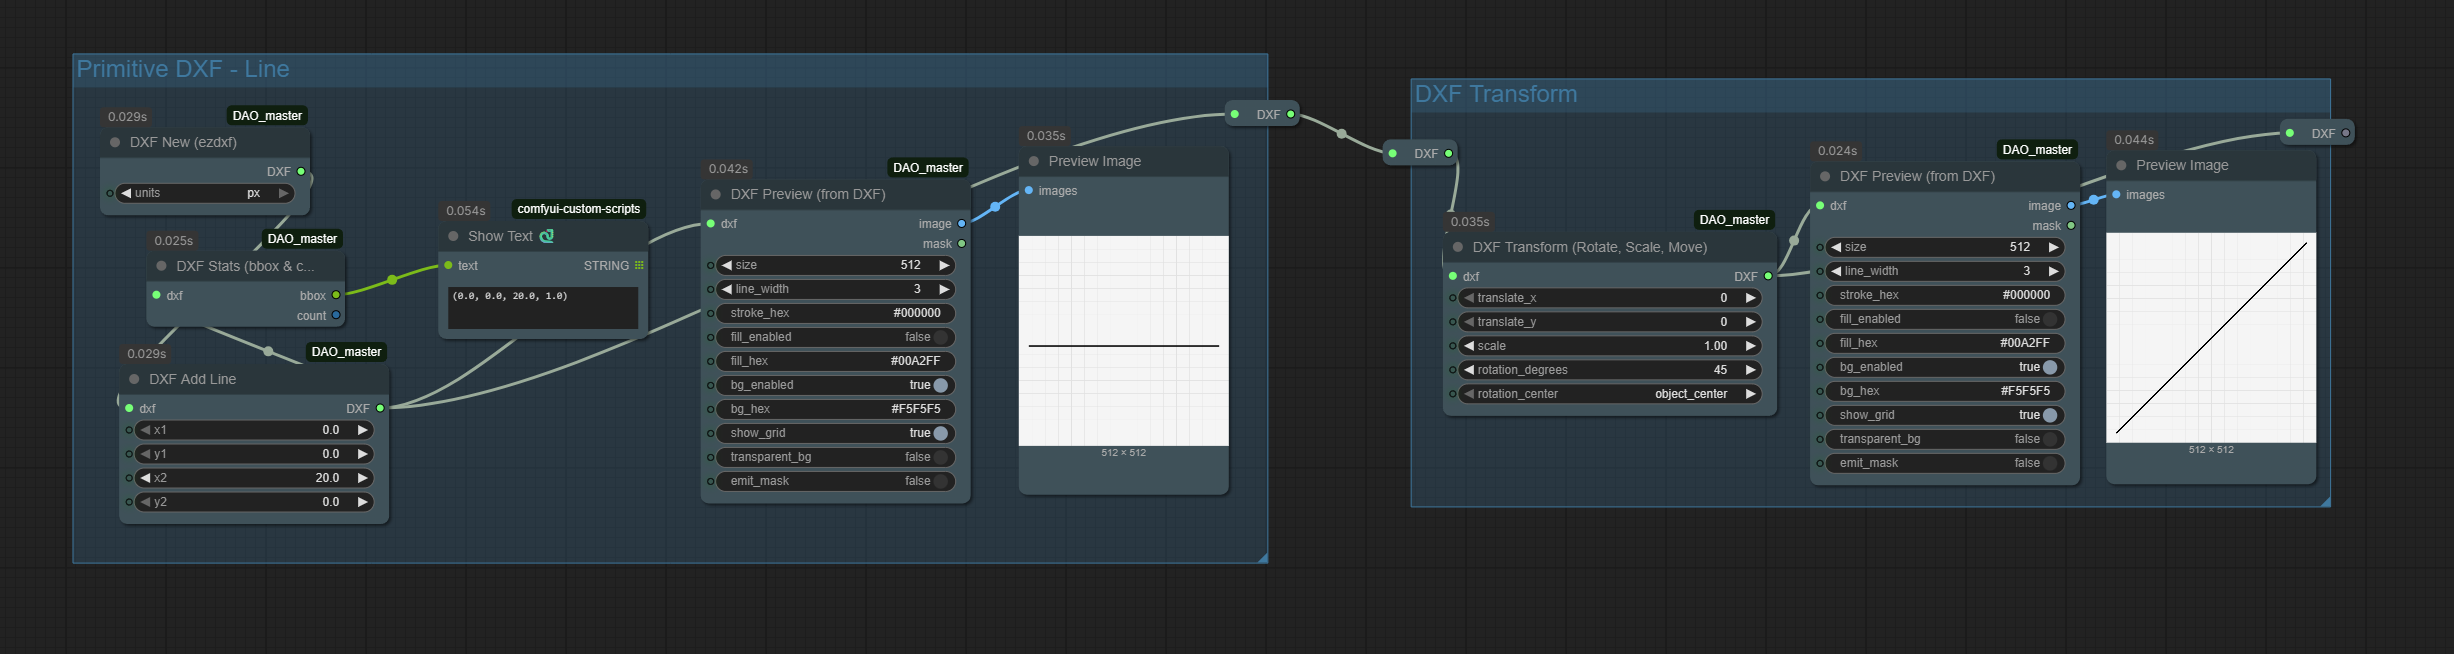 Primitive DXF - Line
0.029s
DAO_master
DXF New (ezdxf)
DXF
units px
0.025s
DAO_master
DXF Stats (bbox & c...
dxf bbox
count
0.029s
DAO_master
DXF Add Line
dxf DXF
x1 0.0
y1 0.0
x2 20.0
y2 0.0
0.054s
comfyui-custom-scripts
Show Text
text STRING
(0.0, 0.0, 20.0, 1.0)
0.042s
DAO_master
DXF Preview (from DXF)
dxf image
mask
size 512
line_width 3
stroke_hex #000000
fill_enabled false
fill_hex #00A2FF
bg_enabled true
bg_hex #F5F5F5
show_grid true
transparent_bg false
emit_mask false
0.035s
Preview Image
images
512 × 512
DXF
DXF
DXF Transform
0.035s
DAO_master
DXF Transform (Rotate, Scale, Move)
dxf DXF
translate_x 0
translate_y 0
scale 1.00
rotation_degrees 45
rotation_center object_center
0.024s
DAO_master
DXF Preview (from DXF)
dxf image
mask
size 512
line_width 3
stroke_hex #000000
fill_enabled false
fill_hex #00A2FF
bg_enabled true
bg_hex #F5F5F5
show_grid true
transparent_bg false
emit_mask false
0.044s
Preview Image
images
512 × 512
DXF